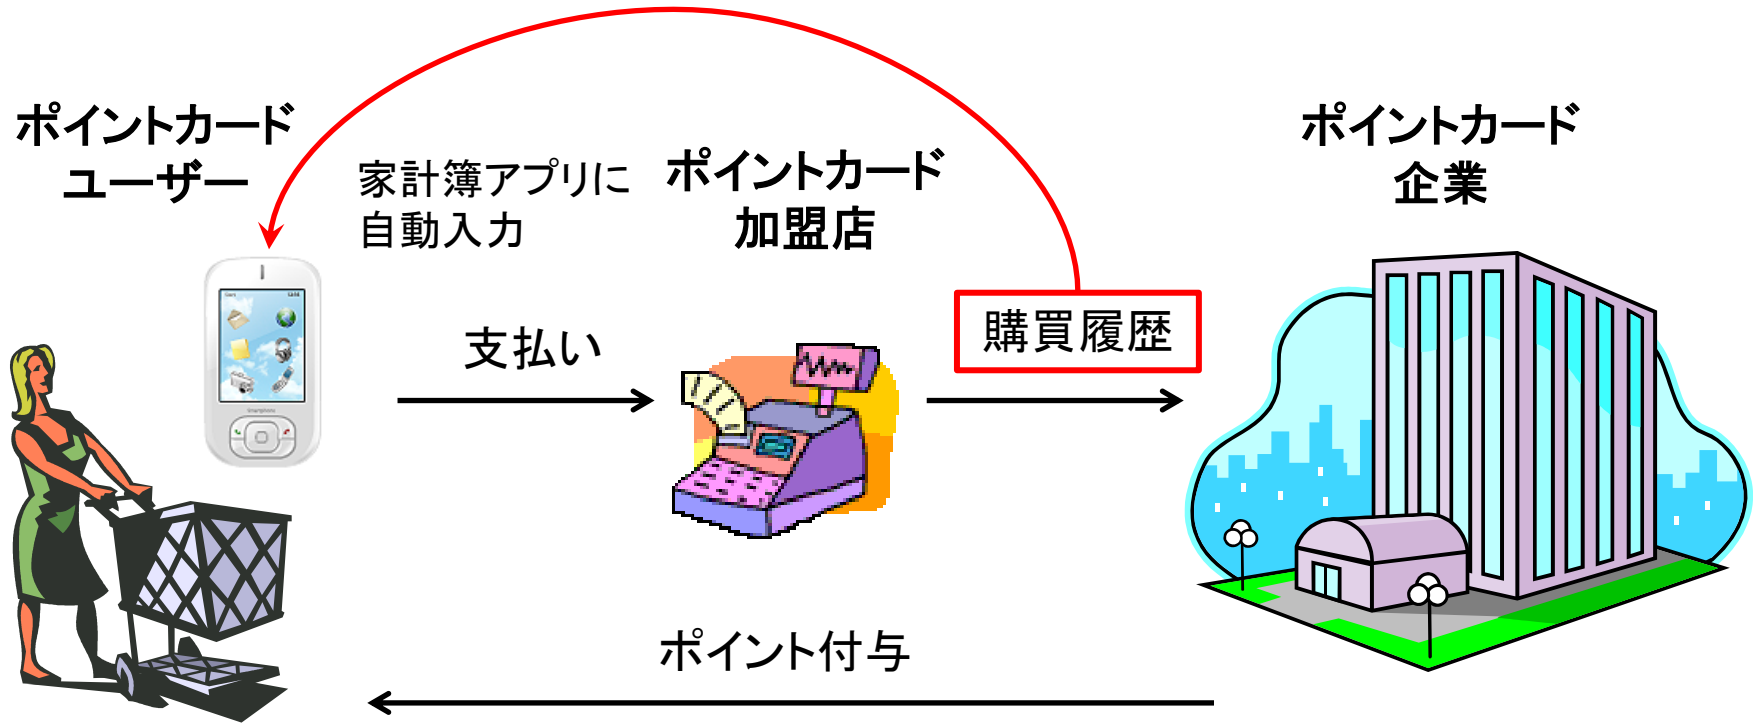 ポイントカード
ユーザー
家計簿アプリに
自動入力
ポイントカード
加盟店
ポイントカード
企業
支払い
購買履歴
ポイント付与